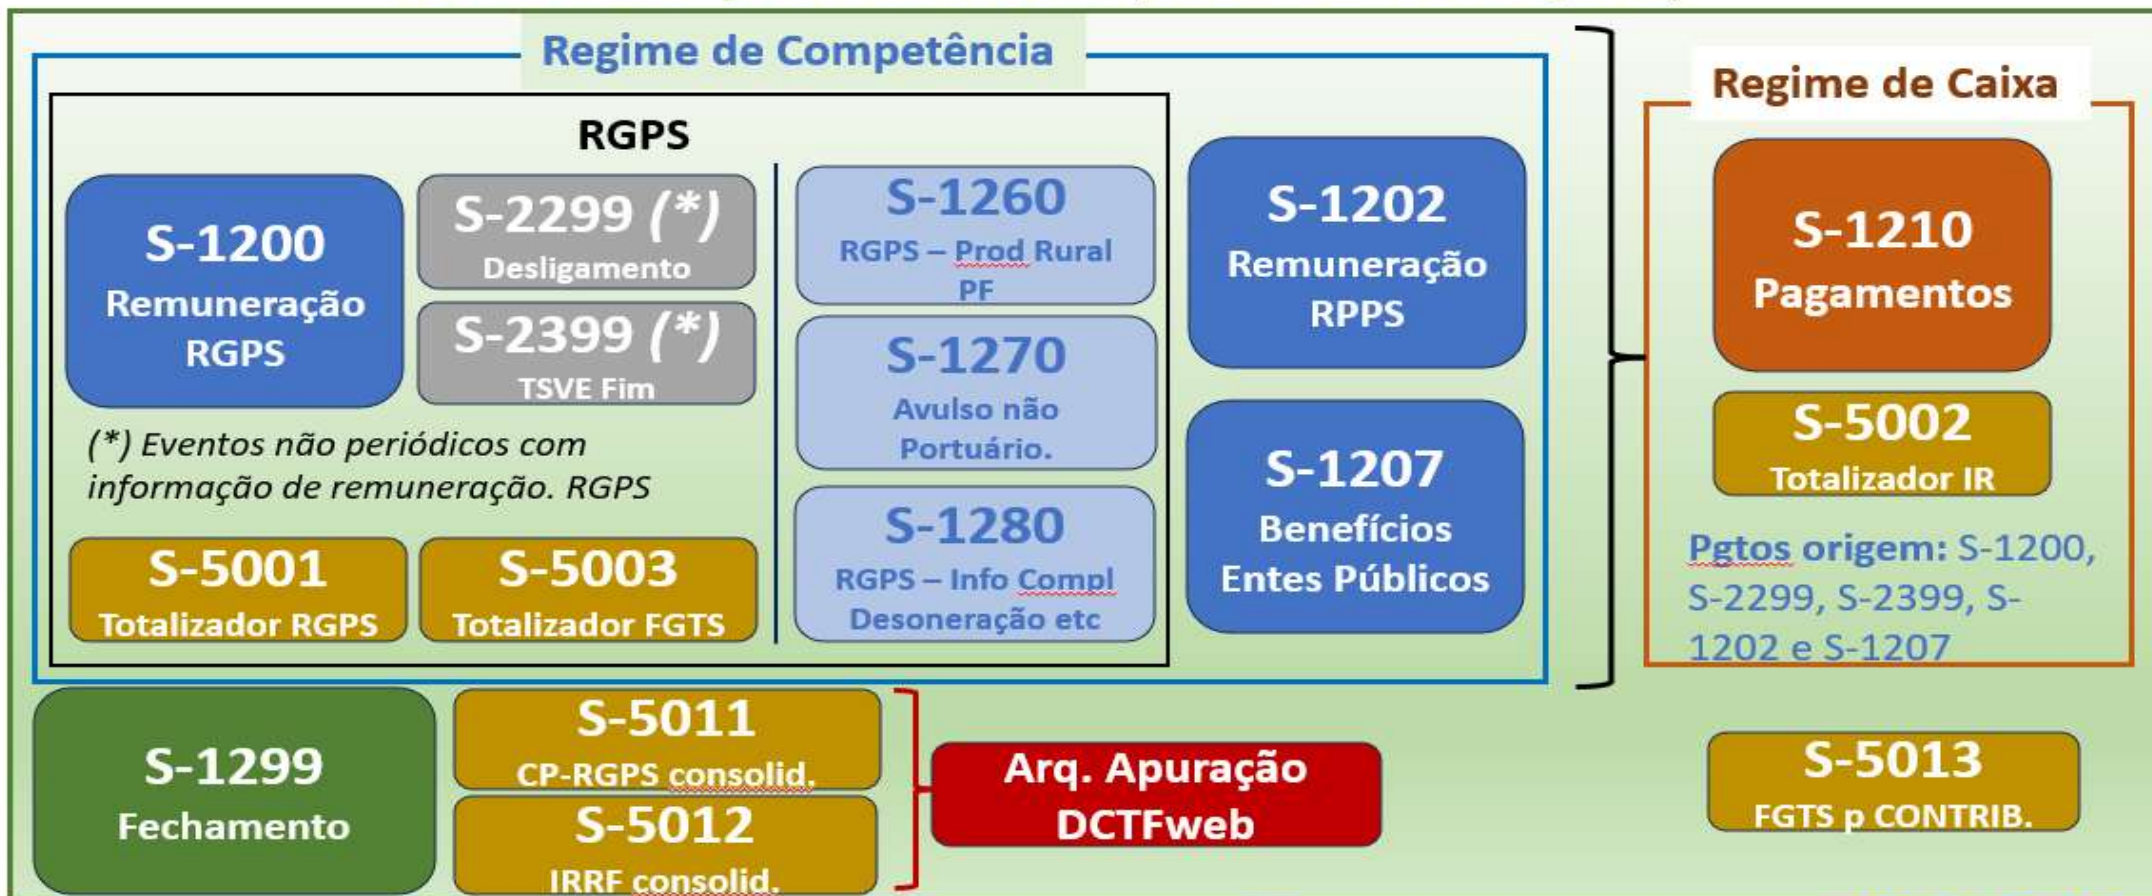 Regime de Competência
RGPS
S-1200
Remuneração
RGPS
S-2299 (*)
Desligamento
S-2399 (*)
TSVE Fim
(*) Eventos não periódicos com
informação de remuneração. RGPS
S-5001
Totalizador RGPS
S-5003
Totalizador FGTS
S-1260
RGPS – Prod Rural
PF
S-1270
Avulso não
Portuário.
S-1280
RGPS – Info Compl
Desoneração etc
S-1202
Remuneração
RPPS
S-1207
Benefícios
Entes Públicos
Regime de Caixa
S-1210
Pagamentos
S-5002
Totalizador IR
Pgtos origem: S-1200,
S-2299, S-2399, S-
1202 e S-1207
S-1299
Fechamento
S-5011
CP-RGPS consolid.
S-5012
IRRF consolid.
Arq. Apuração
DCTFweb
S-5013
FGTS p CONTRIB.